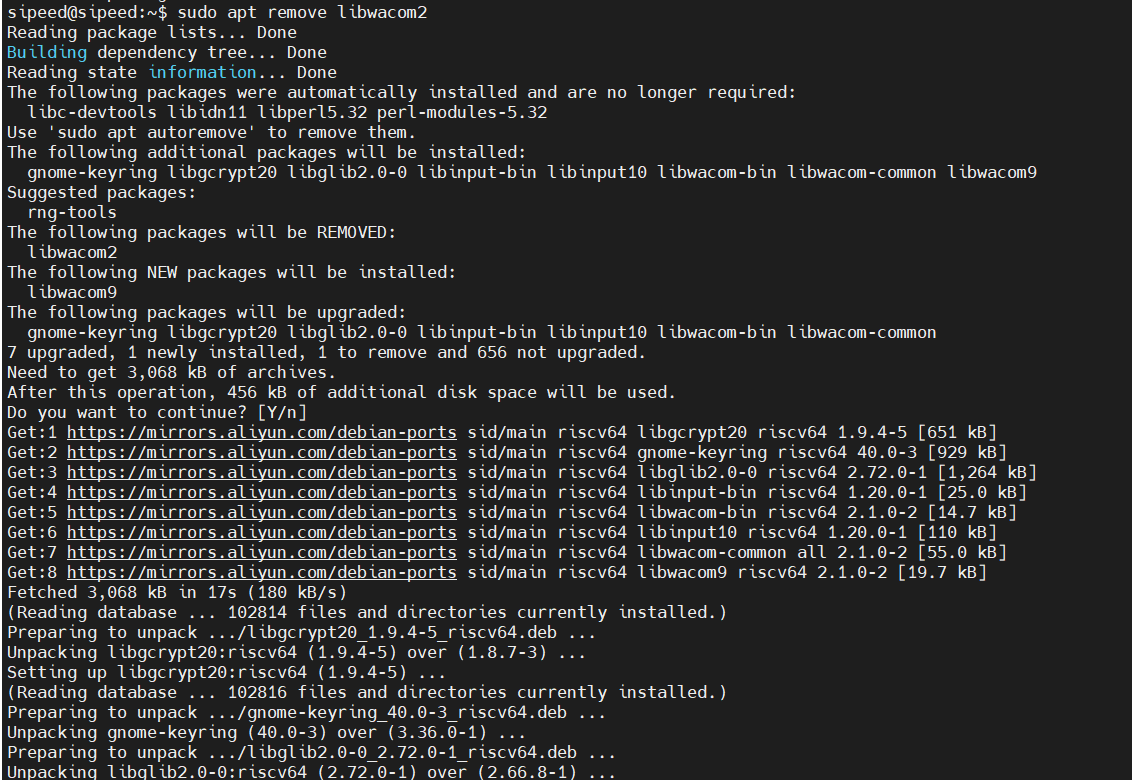 sipeed@sipeed:~$ sudo apt remove libwacom2
Reading package lists... Done
Building dependency tree... Done
Reading state information... Done
The following packages were automatically installed and are no longer required:
  libc-devtools libidn11 libperl5.32 perl-modules-5.32
Use 'sudo apt autoremove' to remove them.
The following additional packages will be installed:
  gnome-keyring libgcrypt20 libglib2.0-0 libinput-bin libinput10 libwacom-bin libwacom-common libwacom9
Suggested packages:
  rng-tools
The following packages will be REMOVED:
  libwacom2
The following NEW packages will be installed:
  libwacom9
The following packages will be upgraded:
  gnome-keyring libgcrypt20 libglib2.0-0 libinput-bin libinput10 libwacom-bin libwacom-common
7 upgraded, 1 newly installed, 1 to remove and 656 not upgraded.
Need to get 3,068 kB of archives.
After this operation, 456 kB of additional disk space will be used.
Do you want to continue? [Y/n]
Get:1 https://mirrors.aliyun.com/debian-ports sid/main riscv64 libgcrypt20 riscv64 1.9.4-5 [651 kB]
Get:2 https://mirrors.aliyun.com/debian-ports sid/main riscv64 gnome-keyring riscv64 40.0-3 [929 kB]
Get:3 https://mirrors.aliyun.com/debian-ports sid/main riscv64 libglib2.0-0 riscv64 2.72.0-1 [1,264 kB]
Get:4 https://mirrors.aliyun.com/debian-ports sid/main riscv64 libinput-bin riscv64 1.20.0-1 [25.0 kB]
Get:5 https://mirrors.aliyun.com/debian-ports sid/main riscv64 libwacom-bin riscv64 2.1.0-2 [14.7 kB]
Get:6 https://mirrors.aliyun.com/debian-ports sid/main riscv64 libinput10 riscv64 1.20.0-1 [110 kB]
Get:7 https://mirrors.aliyun.com/debian-ports sid/main riscv64 libwacom-common all 2.1.0-2 [55.0 kB]
Get:8 https://mirrors.aliyun.com/debian-ports sid/main riscv64 libwacom9 riscv64 2.1.0-2 [19.7 kB]
Fetched 3,068 kB in 17s (180 kB/s)
(Reading database ... 102814 files and directories currently installed.)
Preparing to unpack .../libgcrypt20_1.9.4-5_riscv64.deb ...
Unpacking libgcrypt20:riscv64 (1.9.4-5) over (1.8.7-3) ...
Setting up libgcrypt20:riscv64 (1.9.4-5) ...
(Reading database ... 102816 files and directories currently installed.)
Preparing to unpack .../gnome-keyring_40.0-3_riscv64.deb ...
Unpacking gnome-keyring (40.0-3) over (3.36.0-1) ...
Preparing to unpack .../libglib2.0-0_2.72.0-1_riscv64.deb ...
Unpacking libglib2.0-0:riscv64 (2.72.0-1) over (2.66.8-1) ...